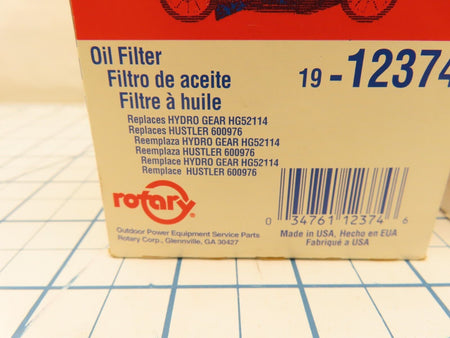 Oil Filter
Filtro de aceite
Filtre à huile
19-12374
Replaces HYDRO GEAR HG52114
Replaces HUSTLER 600976
Reemplaza HYDRO GEAR HG52114
Reemplaza HUSTLER 600976
Remplace HYDRO GEAR HG52114
Remplace HUSTLER 600976
rotary
®
Outdoor Power Equipment Service Parts
Rotary Corp., Glennville, GA 30427
0 34761 12374 6
Made in USA, Hecho en EUA
Fabriqué a USA